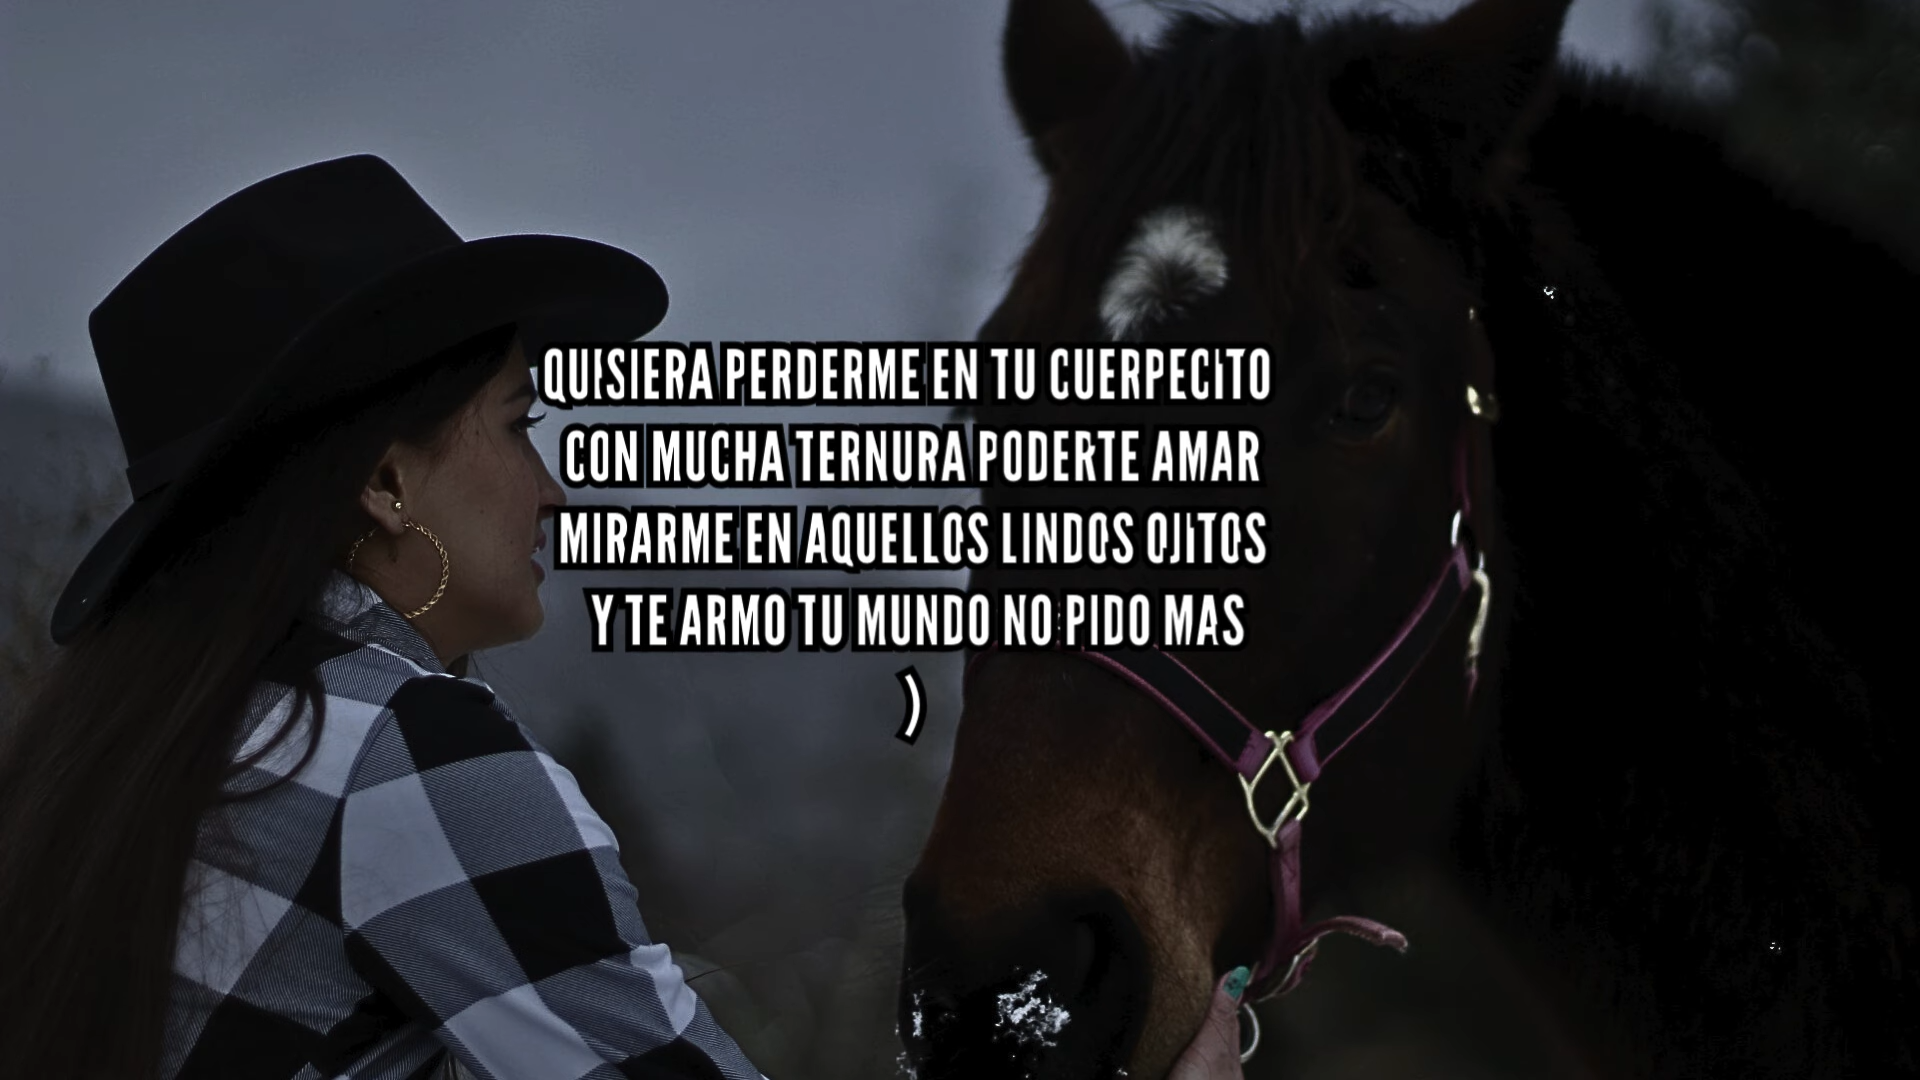 QUISIERA PERDERME EN TU CUERPECITO
CON MUCHA TERNURA PODERTE AMAR
MIRARME EN AQUELLOS LINDOS OJITOS
Y TE ARMO TU MUNDO NO PIDO MAS
)